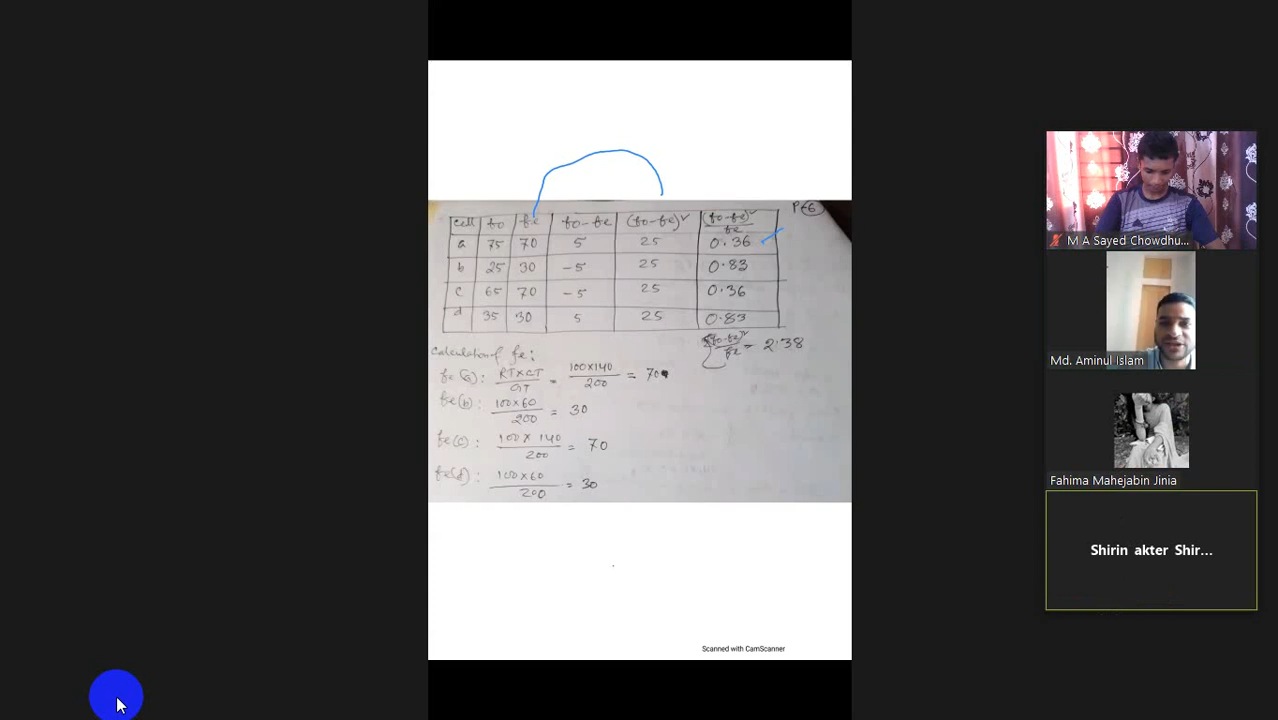 P-6
Cell fo fe fo-fe (fo-fe)² (fo-fe)²/fe
a 75 70 5 25 0.36
b 25 30 -5 25 0.83
c 65 70 -5 25 0.36
d 35 30 5 25 0.83
Σ(fo-fe)²/fe = 2.38
Calculation of fe:
fe(a): RT×CT/GT = 100×140/200 = 70
fe(b): 100×60/200 = 30
fe(c): 100×140/200 = 70
fe(d): 100×60/200 = 30
Scanned with CamScanner
M A Sayed Chowdhu...
Md. Aminul Islam
Fahima Mahejabin Jinia
Shirin akter Shir...